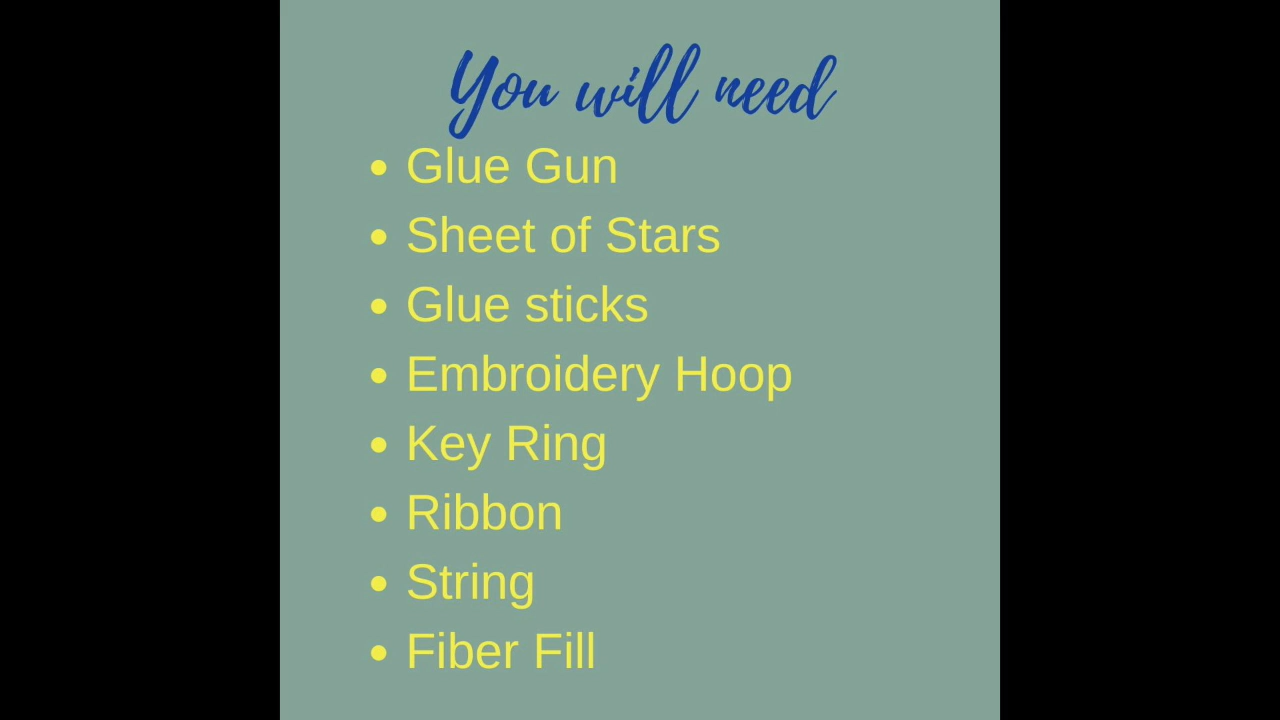 You will need
• Glue Gun
• Sheet of Stars
• Glue sticks
• Embroidery Hoop
• Key Ring
• Ribbon
• String
• Fiber Fill